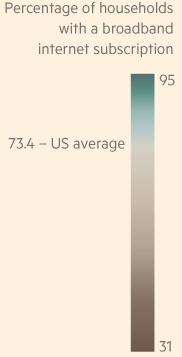 Percentage of households
with a broadband
internet subscription
95
73.4 – US average
31